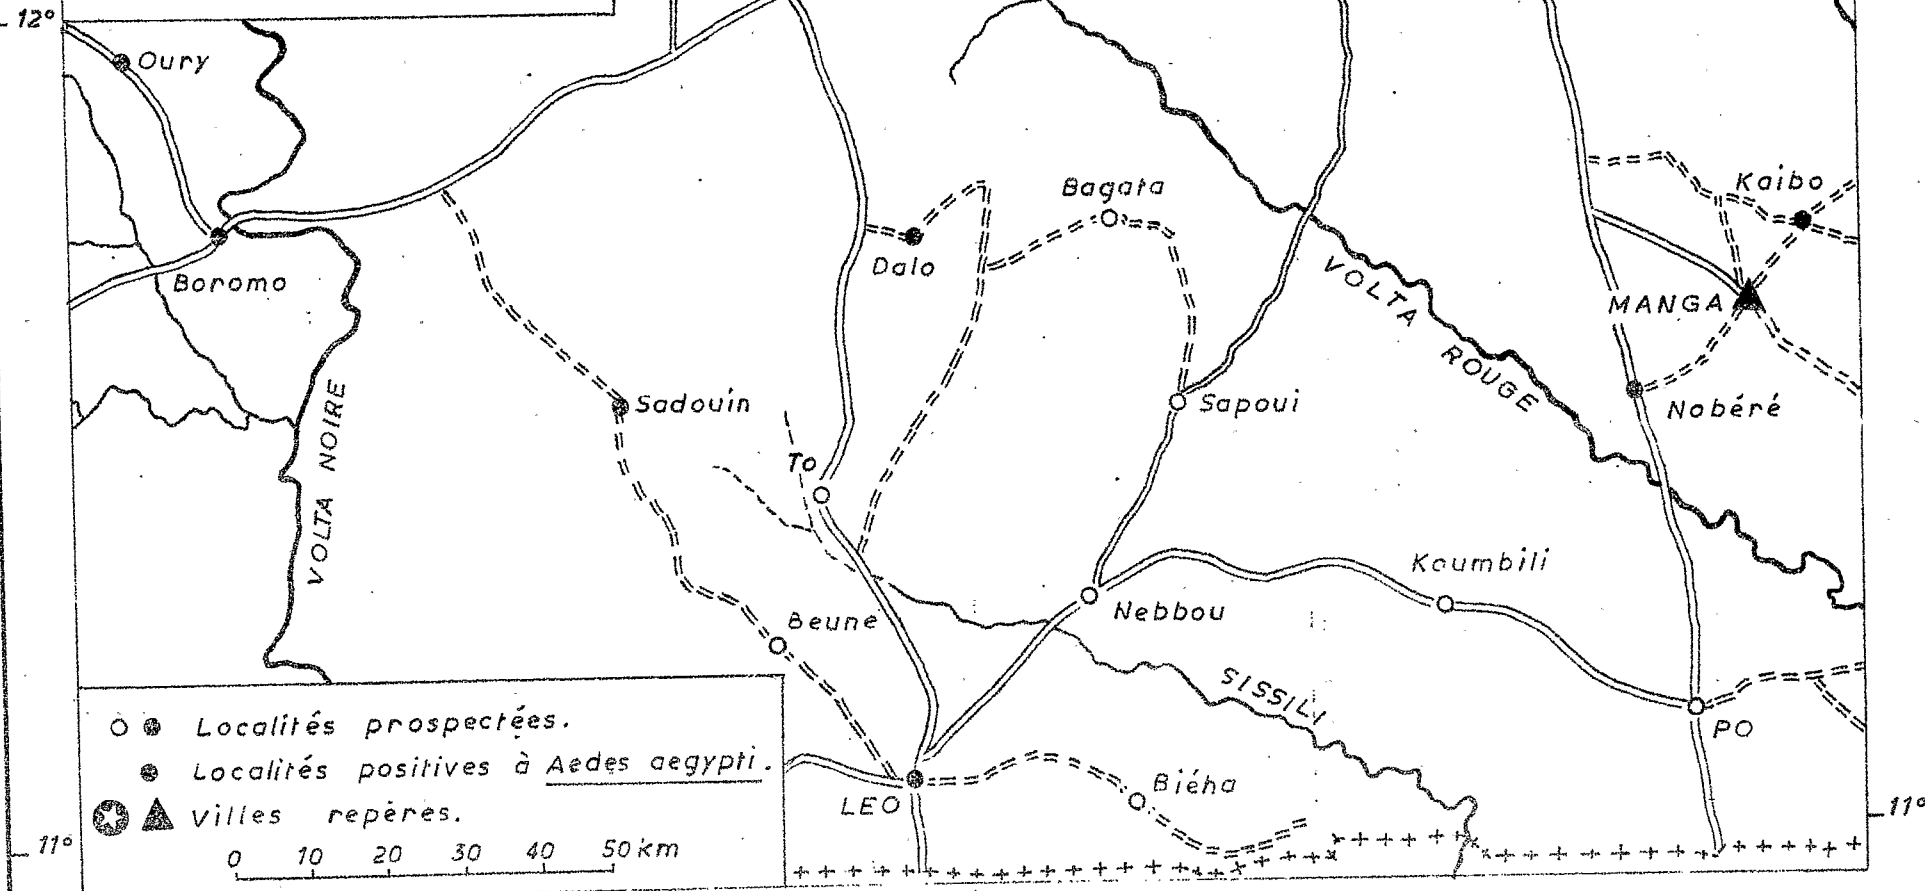 12°
Oury
Bagata
Kaibo
Dalo
Boromo
VOLTA ROUGE
MANGA
VOLTA NOIRE
Sadouin
Sapoui
Nobéré
To
Koumbili
Beune
Nebbou
SISSILI
PO
Localités prospectées.
Localités positives à Aedes aegypti.
Villes repères.
LEO
Biéha
11°
11°
0 10 20 30 40 50 km